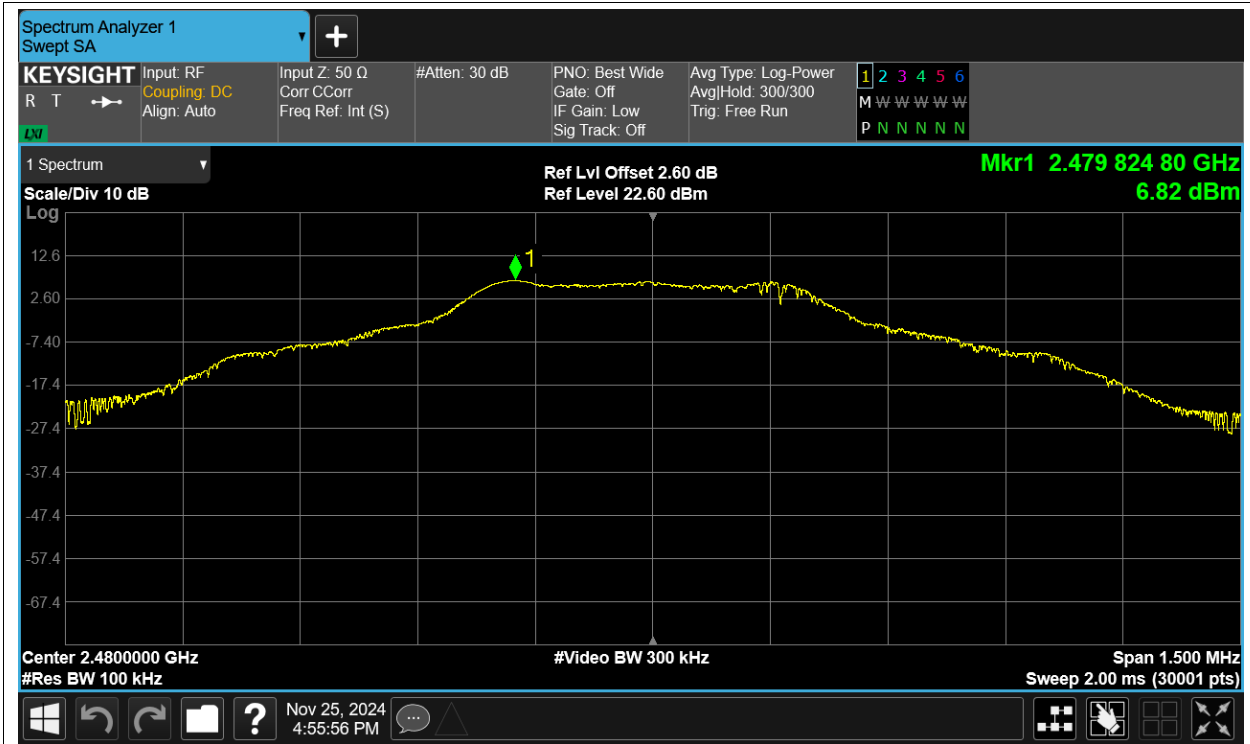 Spectrum Analyzer 1
Swept SA
KEYSIGHT
R T
LXI
Input: RF
Coupling: DC
Align: Auto
Input Z: 50 Ω
Corr CCorr
Freq Ref: Int (S)
#Atten: 30 dB
PNO: Best Wide
Gate: Off
IF Gain: Low
Sig Track: Off
Avg Type: Log-Power
Avg|Hold: 300/300
Trig: Free Run
1 2 3 4 5 6
M W W W W W
P N N N N N
1 Spectrum
Scale/Div 10 dB
Log
Ref Lvl Offset 2.60 dB
Ref Level 22.60 dBm
Mkr1 2.479 824 80 GHz
6.82 dBm
1
12.6
2.60
-7.40
-17.4
-27.4
-37.4
-47.4
-57.4
-67.4
Center 2.4800000 GHz
#Res BW 100 kHz
#Video BW 300 kHz
Span 1.500 MHz
Sweep 2.00 ms (30001 pts)
?
Nov 25, 2024
4:55:56 PM